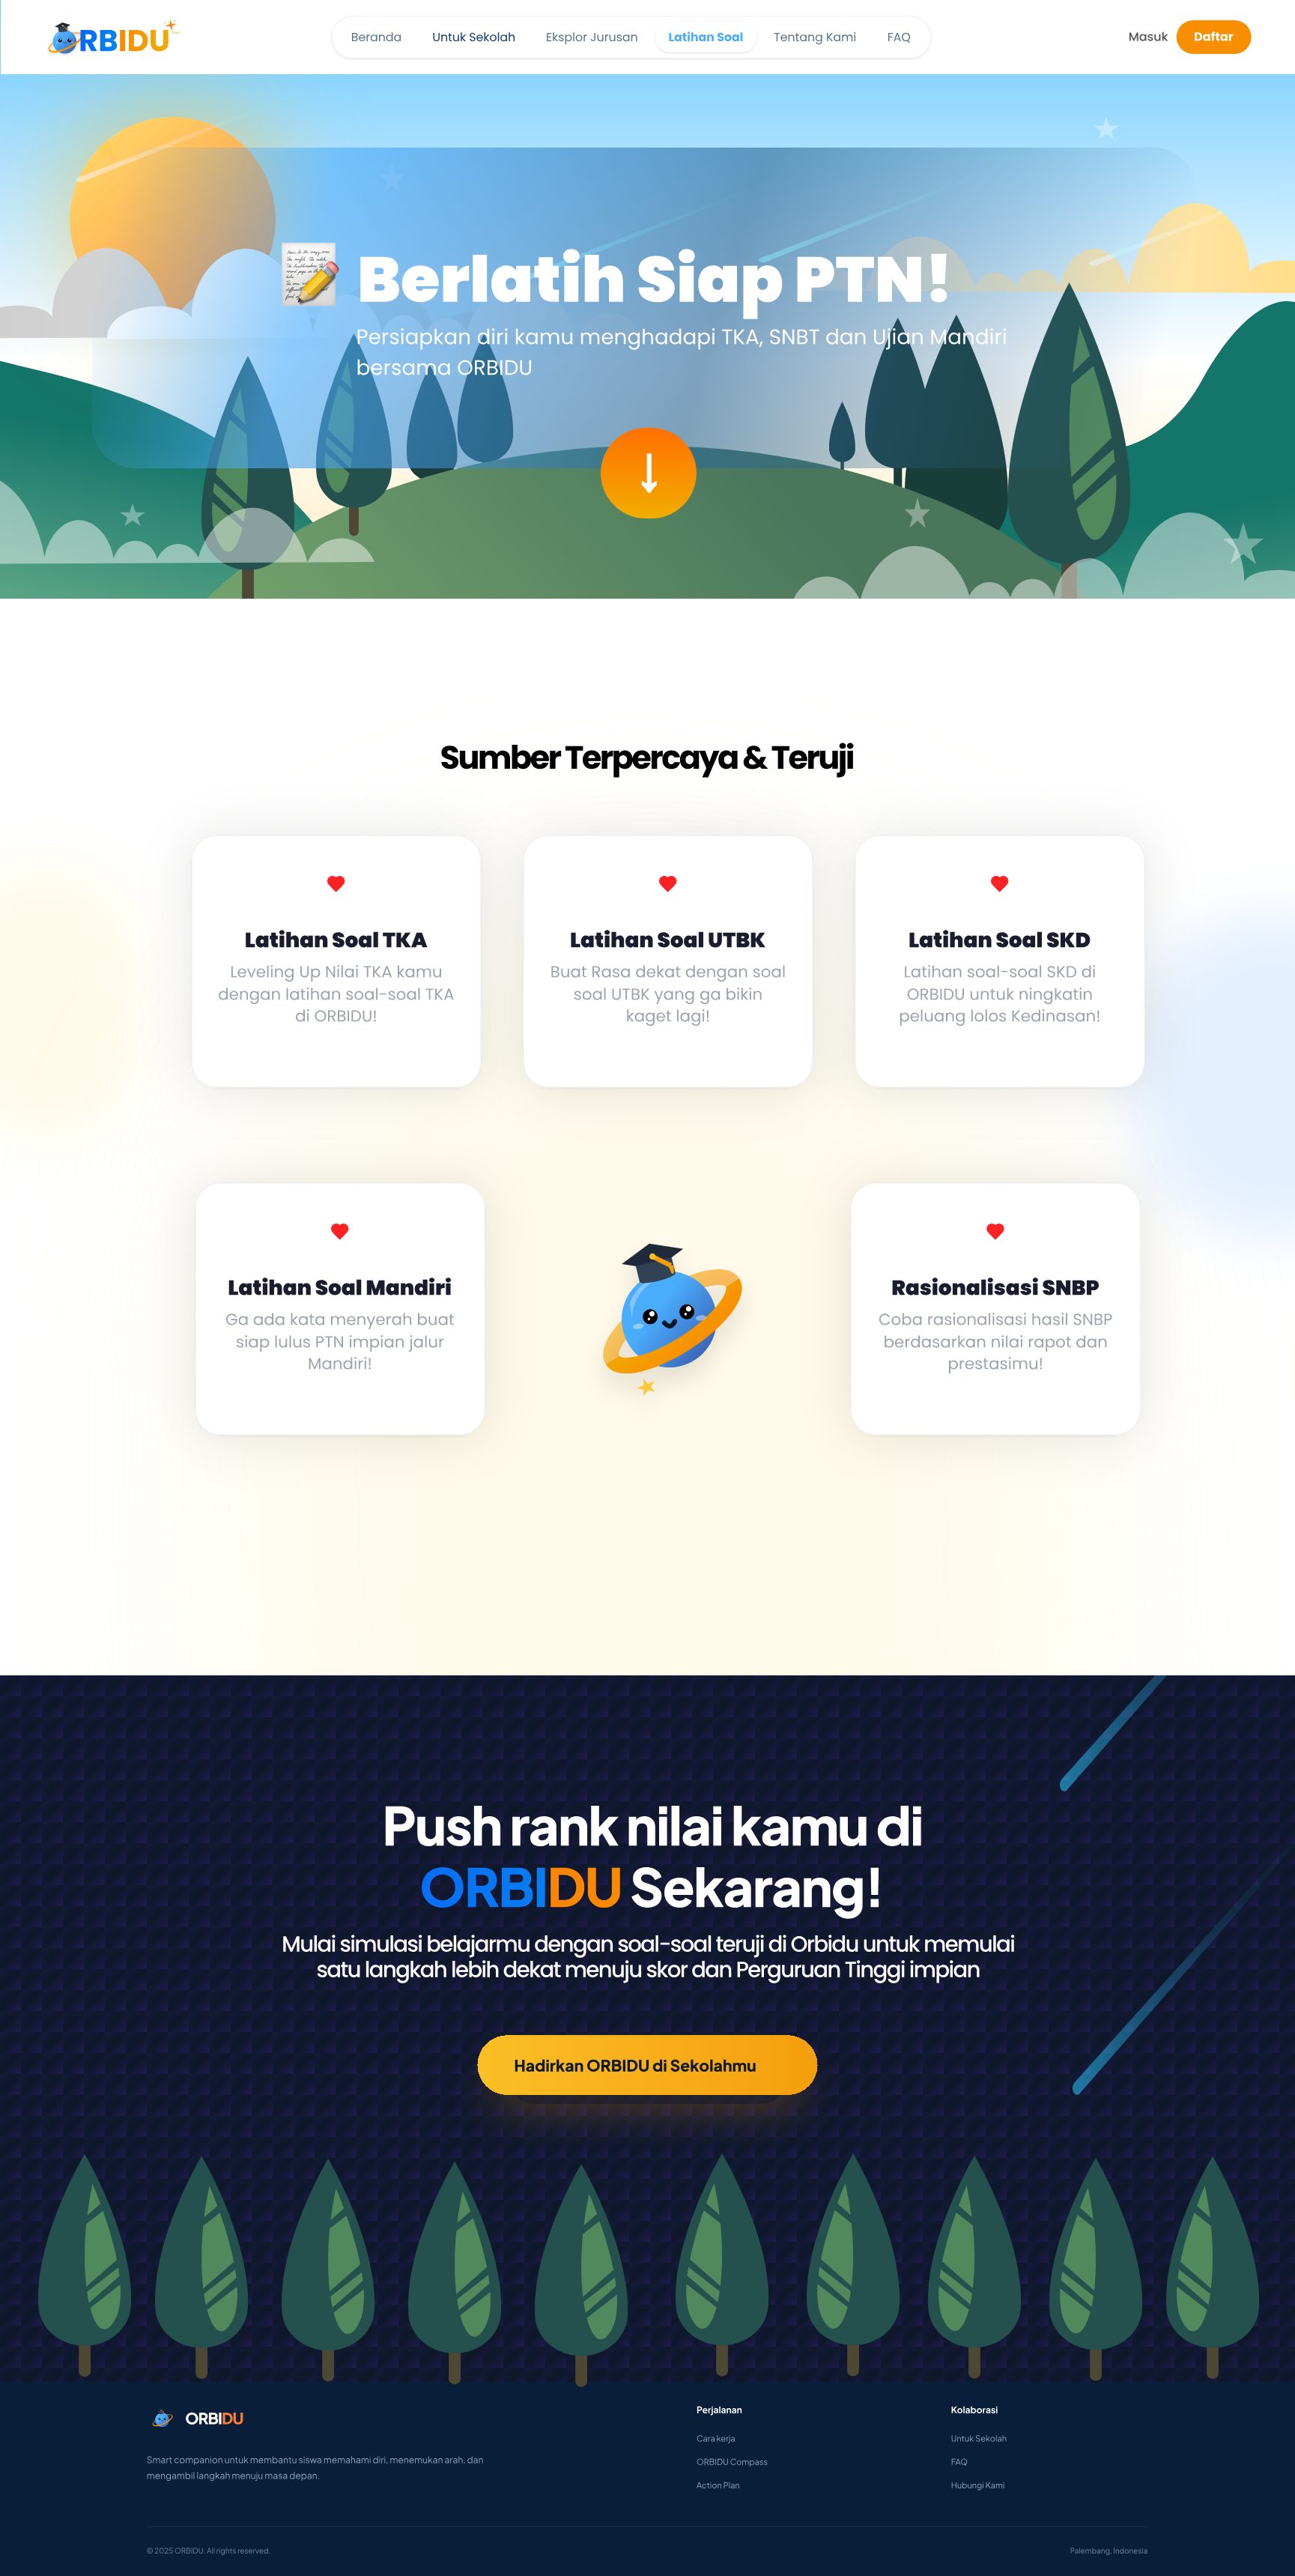 ORBIDU
Beranda
Untuk Sekolah
Eksplor Jurusan
Latihan Soal
Tentang Kami
FAQ
Masuk
Daftar
Berlatih Siap PTN!
Persiapkan diri kamu menghadapi TKA, SNBT dan Ujian Mandiri
bersama ORBIDU
Sumber Terpercaya & Teruji
Latihan Soal TKA
Leveling Up Nilai TKA kamu
dengan latihan soal-soal TKA
di ORBIDU!
Latihan Soal UTBK
Buat Rasa dekat dengan soal
soal UTBK yang ga bikin
kaget lagi!
Latihan Soal SKD
Latihan soal-soal SKD di
ORBIDU untuk ningkatin
peluang lolos Kedinasan!
Latihan Soal Mandiri
Ga ada kata menyerah buat
siap lulus PTN impian jalur
Mandiri!
Rasionalisasi SNBP
Coba rasionalisasi hasil SNBP
berdasarkan nilai rapot dan
prestasimu!
Push rank nilai kamu di
ORBIDU Sekarang!
Mulai simulasi belajarmu dengan soal-soal teruji di Orbidu untuk memulai
satu langkah lebih dekat menuju skor dan Perguruan Tinggi impian
Hadirkan ORBIDU di Sekolahmu
ORBIDU
Smart companion untuk membantu siswa memahami diri, menemukan arah, dan
mengambil langkah menuju masa depan.
Perjalanan
Cara kerja
ORBIDU Compass
Action Plan
Kolaborasi
Untuk Sekolah
FAQ
Hubungi Kami
© 2025 ORBIDU. All rights reserved.
Palembang, Indonesia